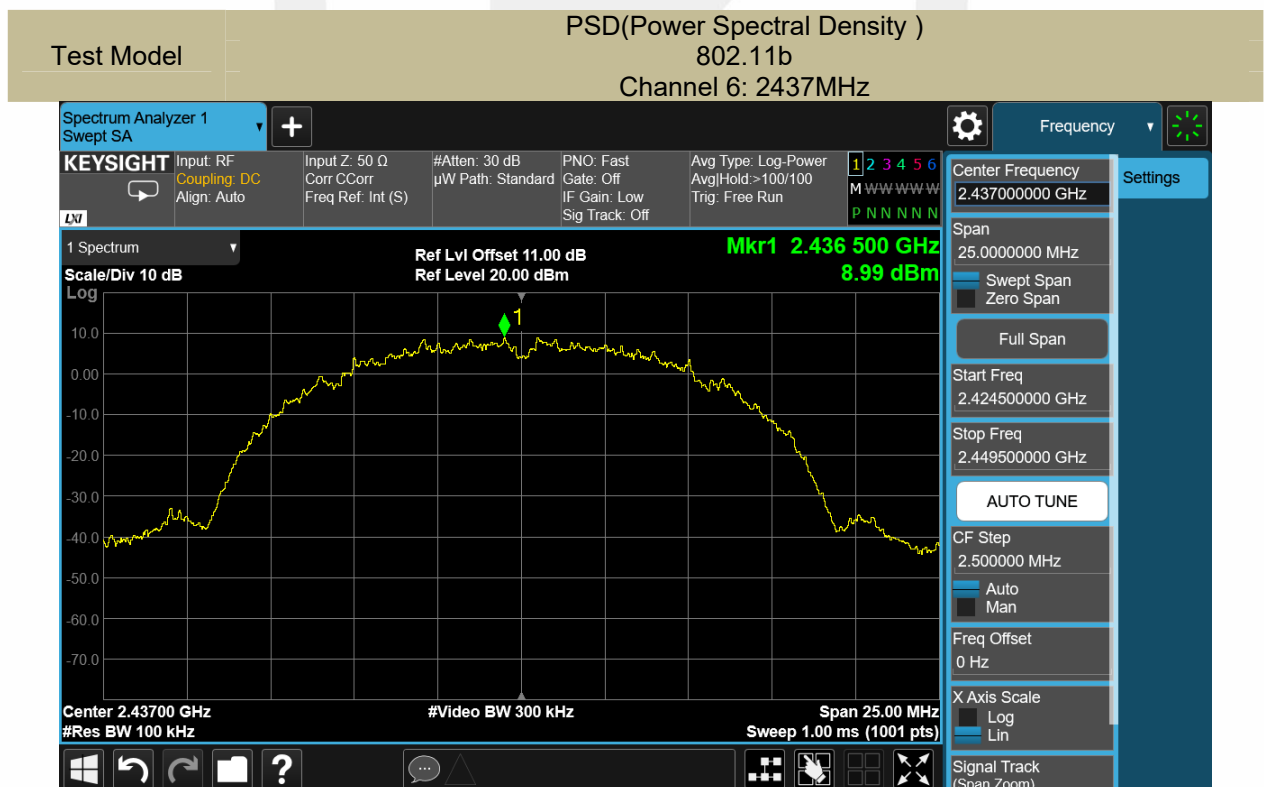 PSD(Power Spectral Density )
Test Model
802.11b
Channel 6: 2437MHz
Spectrum Analyzer 1
Swept SA
Frequency
KEYSIGHT
LXI
Input: RF
Coupling: DC
Align: Auto
Input Z: 50 Ω
Corr CCorr
Freq Ref: Int (S)
#Atten: 30 dB
µW Path: Standard
PNO: Fast
Gate: Off
IF Gain: Low
Sig Track: Off
Avg Type: Log-Power
Avg|Hold:>100/100
Trig: Free Run
1 2 3 4 5 6
M W W W W W
P N N N N N
1 Spectrum
Scale/Div 10 dB
Log
Ref Lvl Offset 11.00 dB
Ref Level 20.00 dBm
Mkr1 2.436 500 GHz
8.99 dBm
1
10.0
0.00
-10.0
-20.0
-30.0
-40.0
-50.0
-60.0
-70.0
Center 2.43700 GHz
#Video BW 300 kHz
Span 25.00 MHz
#Res BW 100 kHz
Sweep 1.00 ms (1001 pts)
Center Frequency
2.437000000 GHz
Settings
Span
25.0000000 MHz
Swept Span
Zero Span
Full Span
Start Freq
2.424500000 GHz
Stop Freq
2.449500000 GHz
AUTO TUNE
CF Step
2.500000 MHz
Auto
Man
Freq Offset
0 Hz
X Axis Scale
Log
Lin
Signal Track
(Span Zoom)
?